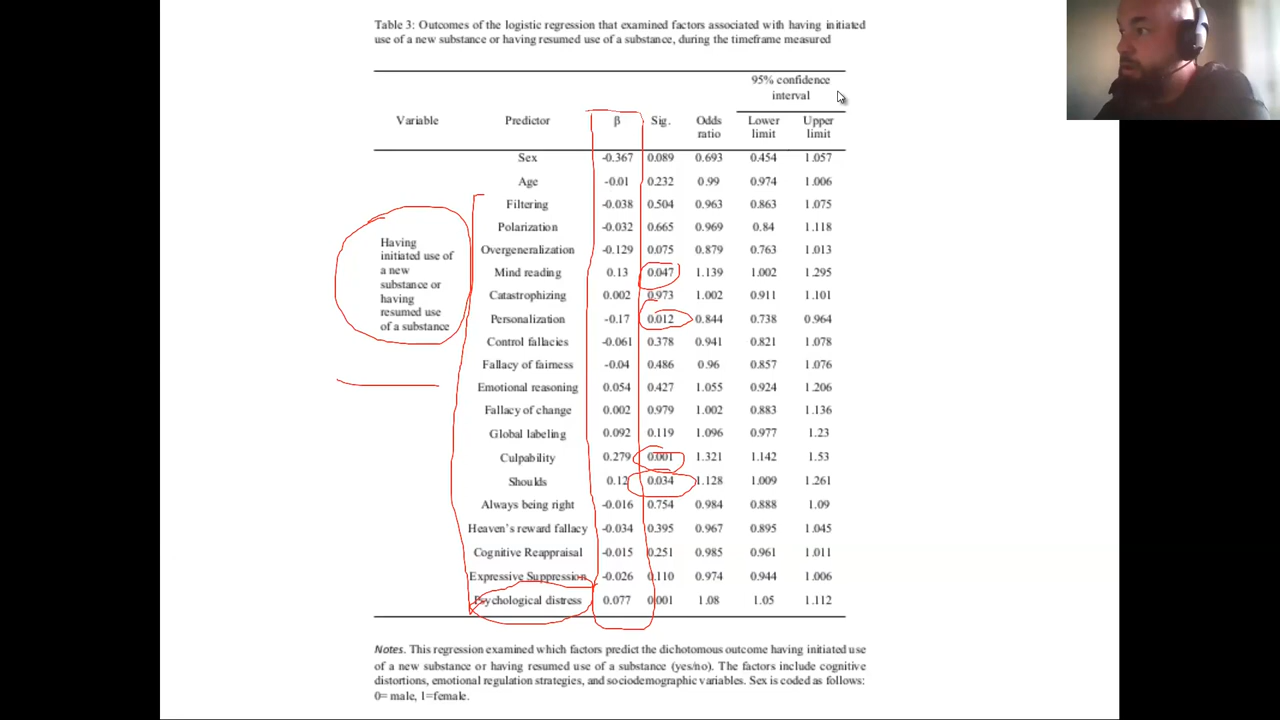 Table 3: Outcomes of the logistic regression that examined factors associated with having initiated
use of a new substance or having resumed use of a substance, during the timeframe measured
95% confidence
interval
Variable Predictor β Sig. Odds ratio Lower limit Upper limit
Sex -0.367 0.089 0.693 0.454 1.057
Age -0.01 0.232 0.99 0.974 1.006
Filtering -0.038 0.504 0.963 0.863 1.075
Polarization -0.032 0.665 0.969 0.84 1.118
Having
initiated use of
a new
substance or
having
resumed use
of a substance
Overgeneralization -0.129 0.075 0.879 0.763 1.013
Mind reading 0.13 0.047 1.139 1.002 1.295
Catastrophizing 0.002 0.973 1.002 0.911 1.101
Personalization -0.17 0.012 0.844 0.738 0.964
Control fallacies -0.061 0.378 0.941 0.821 1.078
Fallacy of fairness -0.04 0.486 0.96 0.857 1.076
Emotional reasoning 0.054 0.427 1.055 0.924 1.206
Fallacy of change 0.002 0.979 1.002 0.883 1.136
Global labeling 0.092 0.119 1.096 0.977 1.23
Culpability 0.279 0.001 1.321 1.142 1.53
Shoulds 0.12 0.034 1.128 1.009 1.261
Always being right -0.016 0.754 0.984 0.888 1.09
Heaven's reward fallacy -0.034 0.395 0.967 0.895 1.045
Cognitive Reappraisal -0.015 0.251 0.985 0.961 1.011
Expressive Suppression -0.026 0.110 0.974 0.944 1.006
Psychological distress 0.077 0.001 1.08 1.05 1.112
Notes. This regression examined which factors predict the dichotomous outcome having initiated use
of a new substance or having resumed use of a substance (yes/no). The factors include cognitive
distortions, emotional regulation strategies, and sociodemographic variables. Sex is coded as follows:
0= male, 1=female.